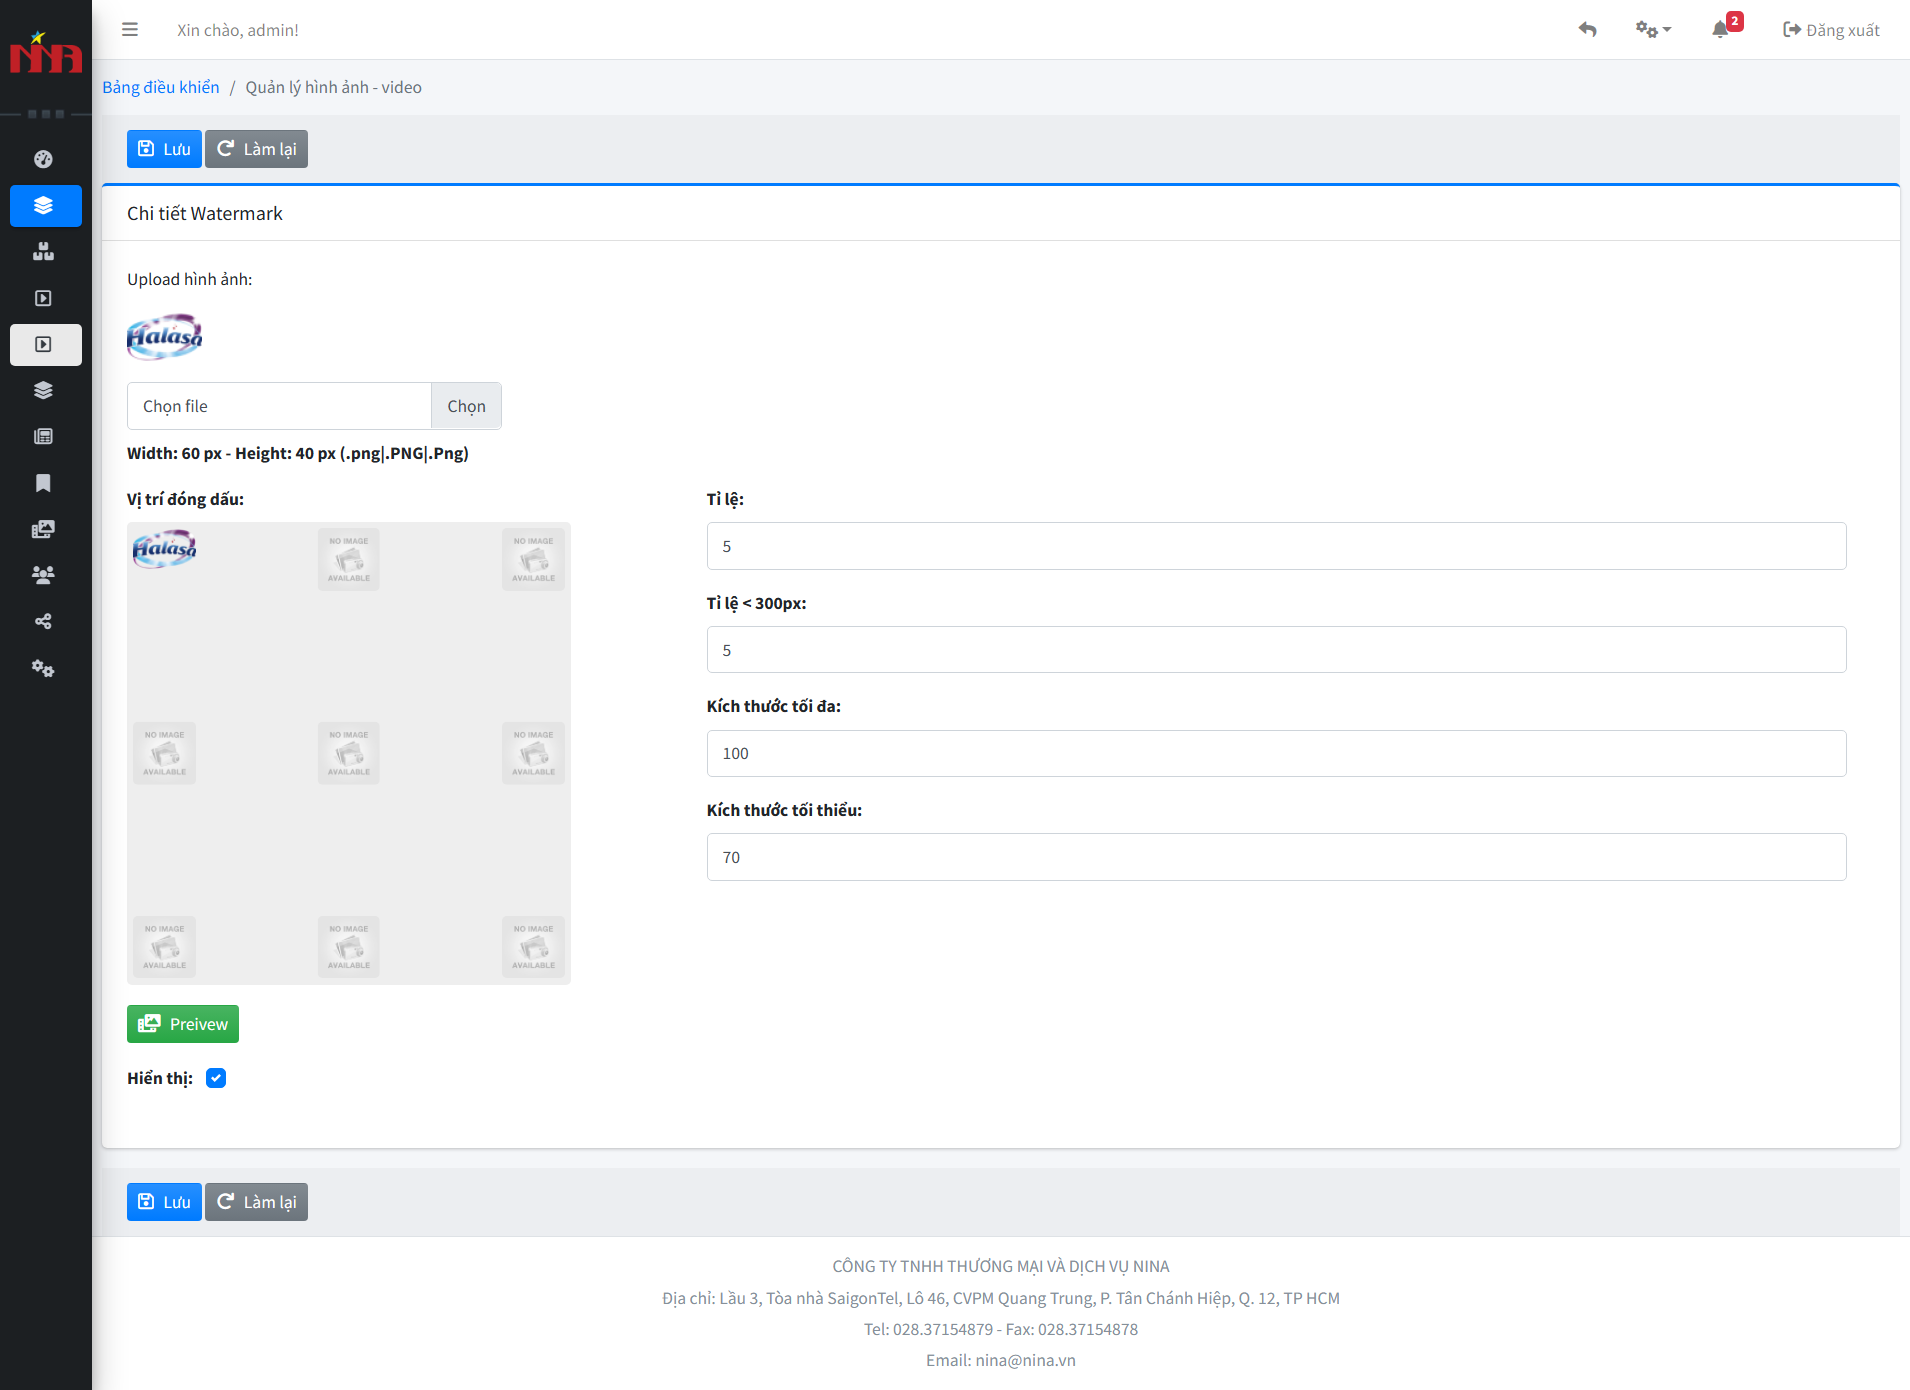 NINA
Xin chào, admin!
2
Đăng xuất
Bảng điều khiển / Quản lý hình ảnh - video
Lưu
Làm lại
Chi tiết Watermark
Upload hình ảnh:
Halasa
Chọn file
Chọn
Width: 60 px - Height: 40 px (.png|.PNG|.Png)
Vị trí đóng dấu:
Halasa
NO IMAGE
AVAILABLE
NO IMAGE
AVAILABLE
NO IMAGE
AVAILABLE
NO IMAGE
AVAILABLE
NO IMAGE
AVAILABLE
NO IMAGE
AVAILABLE
NO IMAGE
AVAILABLE
NO IMAGE
AVAILABLE
Tỉ lệ:
5
Tỉ lệ < 300px:
5
Kích thước tối đa:
100
Kích thước tối thiểu:
70
Preivew
Hiển thị:
Lưu
Làm lại
CÔNG TY TNHH THƯƠNG MẠI VÀ DỊCH VỤ NINA
Địa chỉ: Lầu 3, Tòa nhà SaigonTel, Lô 46, CVPM Quang Trung, P. Tân Chánh Hiệp, Q. 12, TP HCM
Tel: 028.37154879 - Fax: 028.37154878
Email: nina@nina.vn